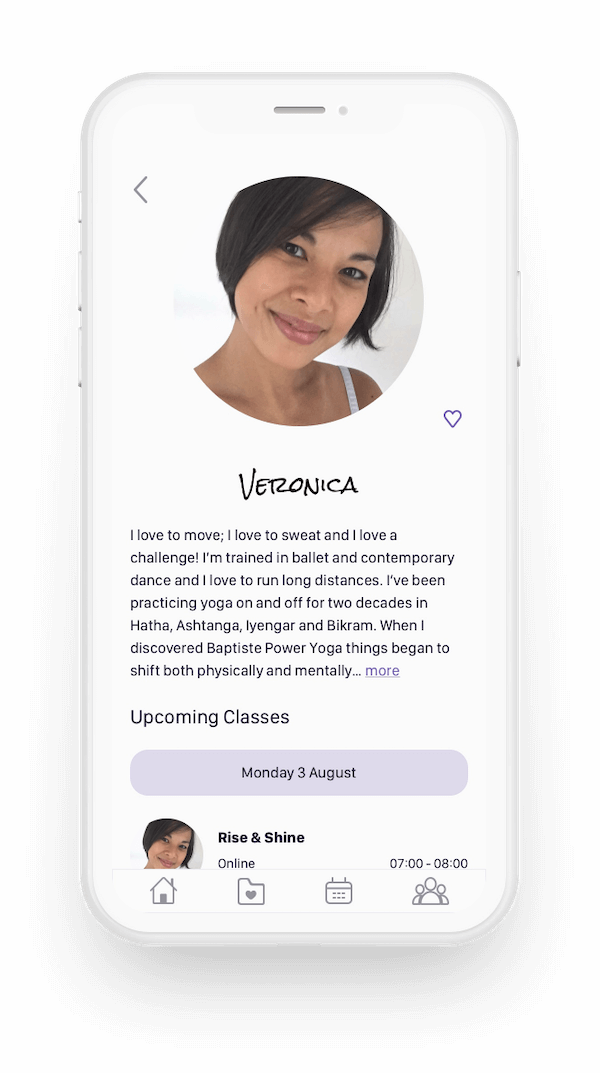 VERONICA
I love to move; I love to sweat and I love a
challenge! I'm trained in ballet and contemporary
dance and I love to run long distances. I've been
practicing yoga on and off for two decades in
Hatha, Ashtanga, Iyengar and Bikram. When I
discovered Baptiste Power Yoga things began to
shift both physically and mentally... more
Upcoming Classes
Monday 3 August
Rise & Shine
Online 07:00 - 08:00